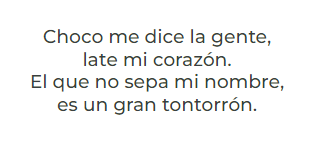 Choco me dice la gente,
late mi corazón.
El que no sepa mi nombre,
es un gran tontorrón.